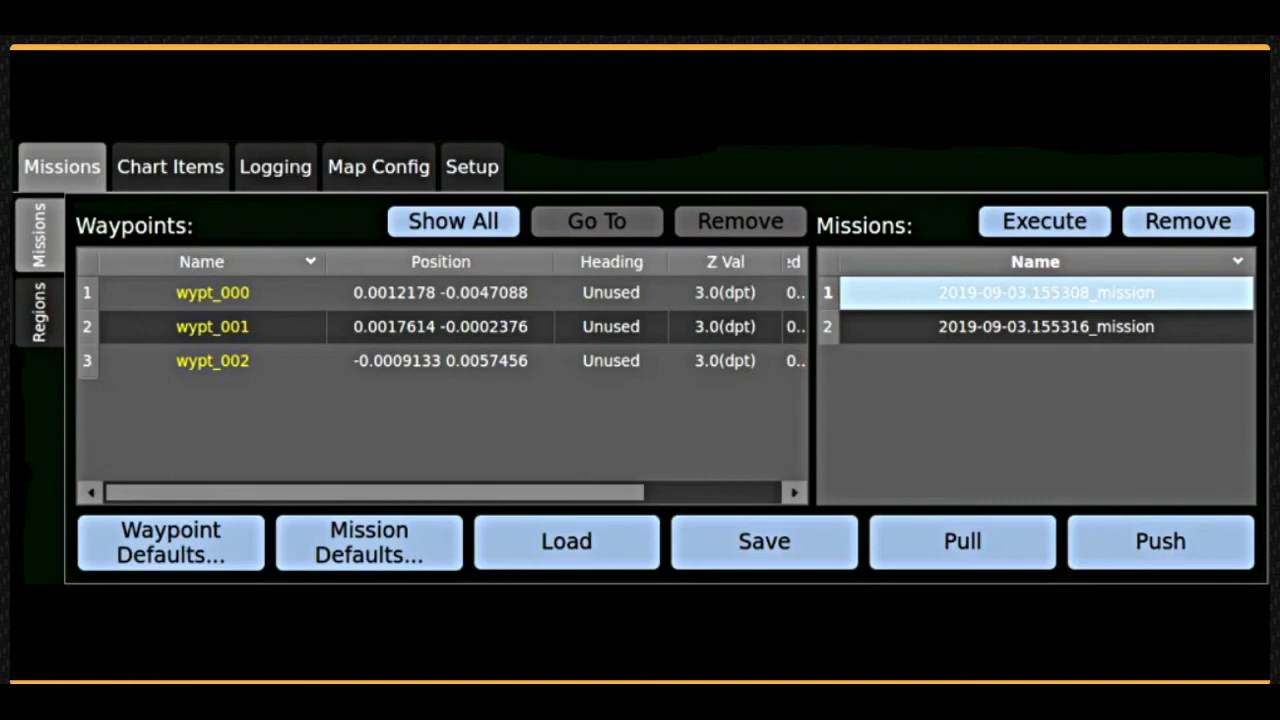 Missions Chart Items Logging Map Config Setup
Missions
Regions
Waypoints: Show All Go To Remove
Name Position Heading Z Val :d
1 wypt_000 0.0012178 -0.0047088 Unused 3.0(dpt) 0..
2 wypt_001 0.0017614 -0.0002376 Unused 3.0(dpt) 0..
3 wypt_002 -0.0009133 0.0057456 Unused 3.0(dpt) 0..
Missions: Execute Remove
Name
1 2019-09-03.155308_mission
2 2019-09-03.155316_mission
Waypoint
Defaults...
Mission
Defaults...
Load
Save
Pull
Push